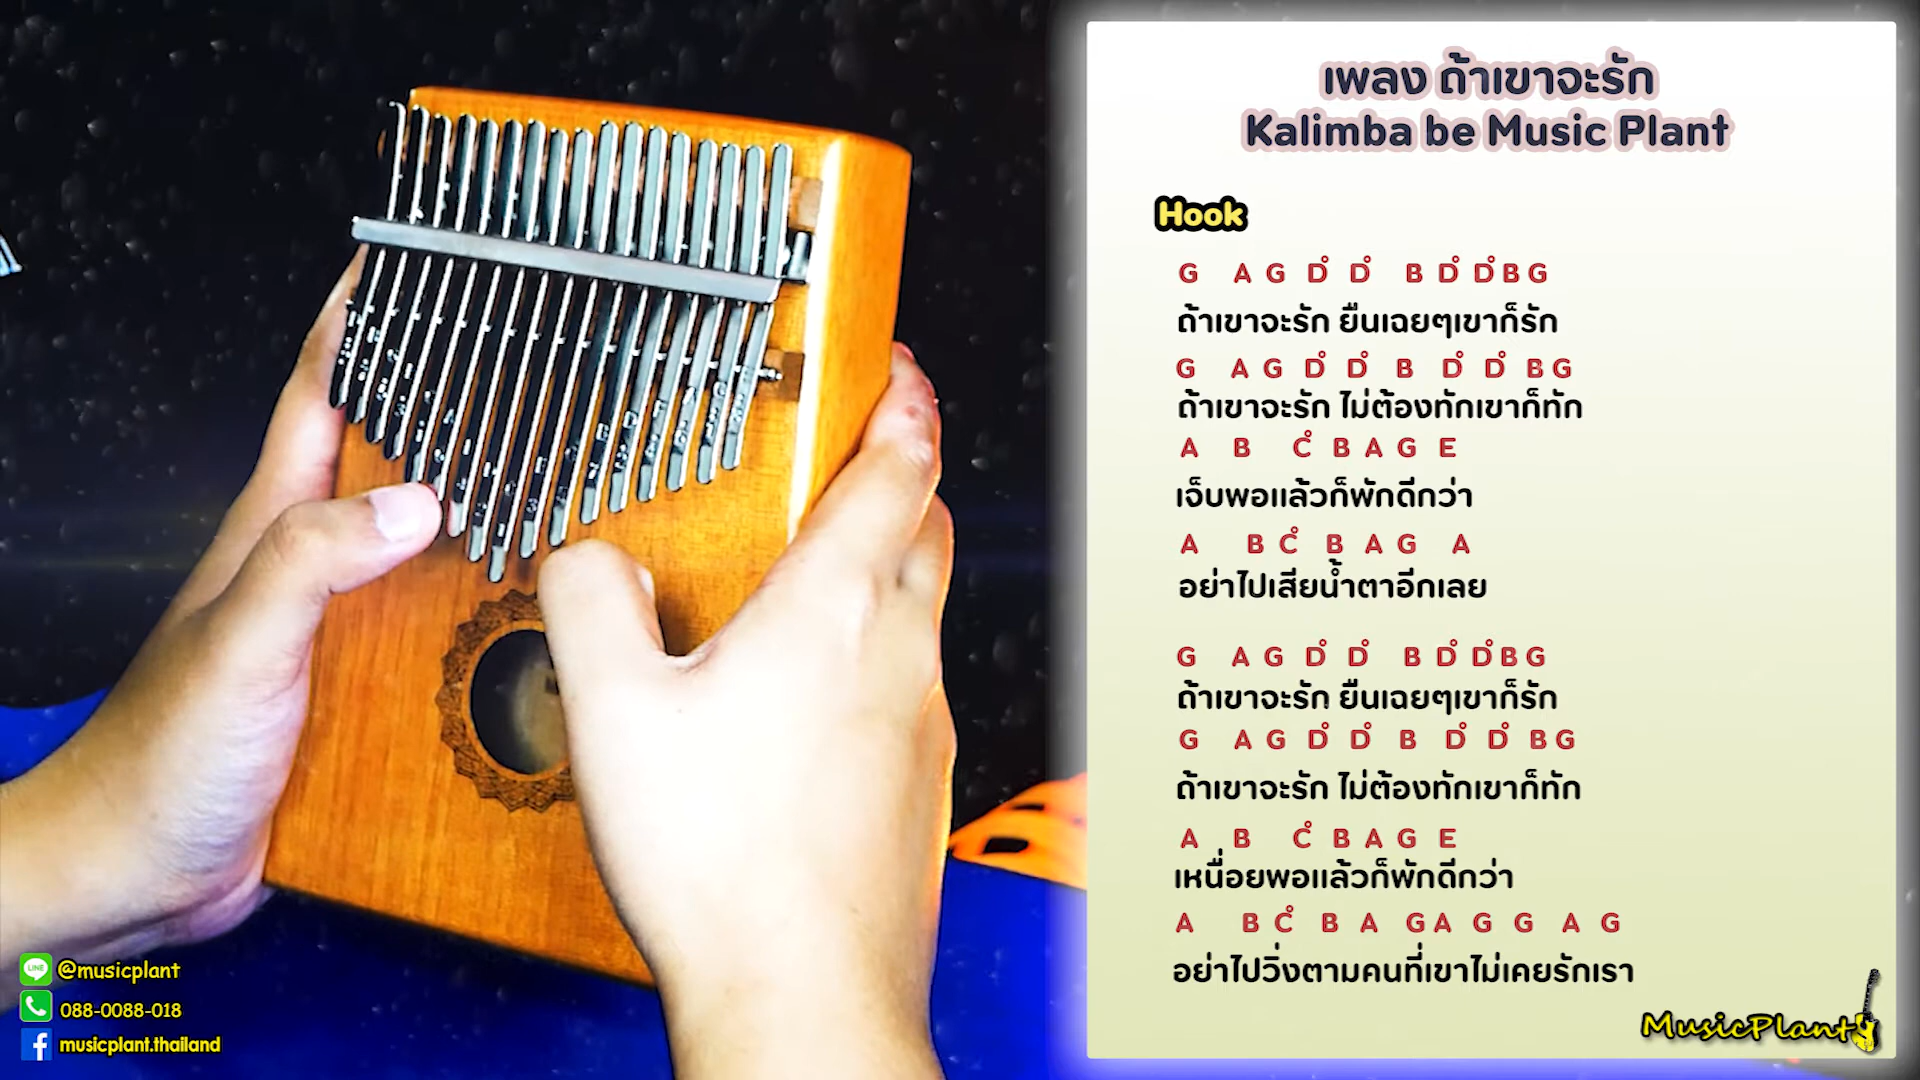 เพลง ถ้าเขาจะรัก
Kalimba be Music Plant
Hook
G A G Ḋ Ḋ B Ḋ Ḋ B G
ถ้าเขาจะรัก ยืนเฉยๆเขาก็รัก
G A G Ḋ Ḋ B Ḋ Ḋ B G
ถ้าเขาจะรัก ไม่ต้องทักเขาก็ทัก
A B Ċ B A G E
เจ็บพอแล้วก็พักดีกว่า
A B Ċ B A G A
อย่าไปเสียน้ำตาอีกเลย
G A G Ḋ Ḋ B Ḋ Ḋ B G
ถ้าเขาจะรัก ยืนเฉยๆเขาก็รัก
G A G Ḋ Ḋ B Ḋ Ḋ B G
ถ้าเขาจะรัก ไม่ต้องทักเขาก็ทัก
A B Ċ B A G E
เหนื่อยพอแล้วก็พักดีกว่า
A B Ċ B A G A G G A G
อย่าไปวิ่งตามคนที่เขาไม่เคยรักเรา
MusicPlant
LINE @musicplant
088-0088-018
musicplant.thailand